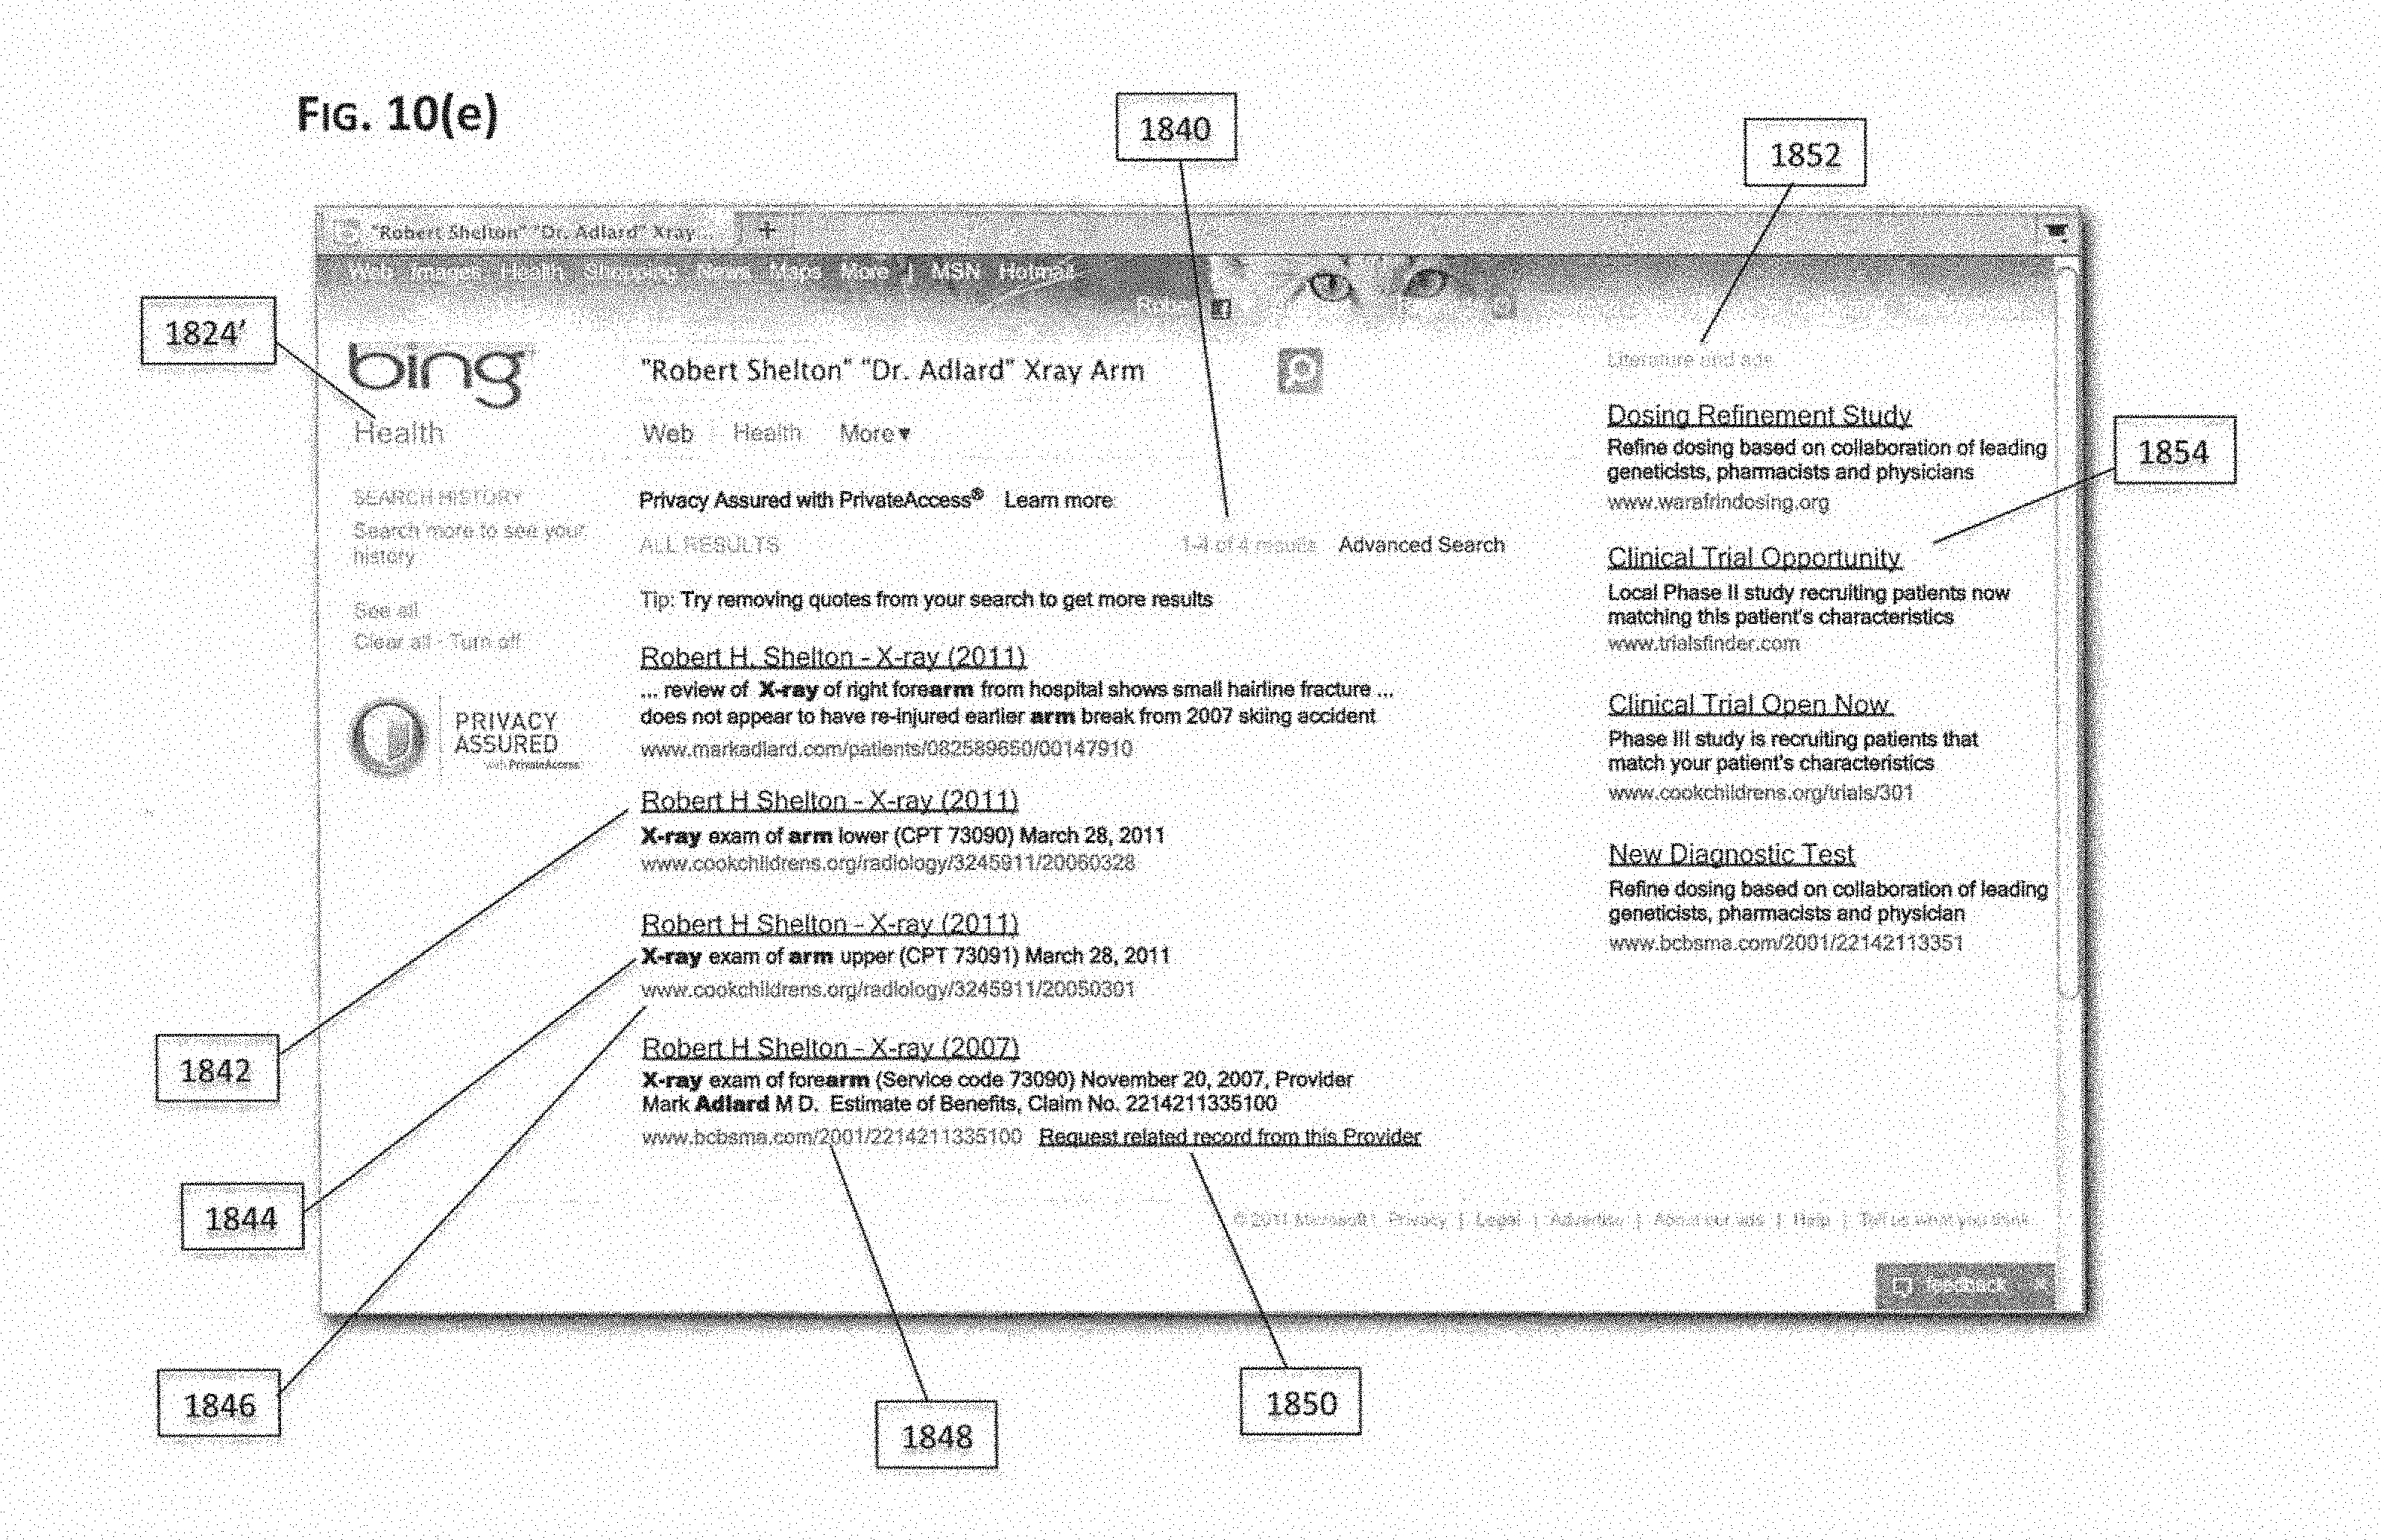 FIG. 10(e)
1840
1852
"Robert Shelton" "Dr. Adlard" Xray... +
Web Images Health Shopping News Maps More | MSN Hotmail
1824’
bing
"Robert Shelton" "Dr. Adlard" Xray Arm
Literature and ads
Health
Web Health More ▾
Dosing Refinement Study
Refine dosing based on collaboration of leading
geneticists, pharmacists and physicians
www.warafrindosing.org
1854
SEARCH HISTORY
Search more to see your
history
See all
Clear all - Turn off
PRIVACY
ASSURED
with PrivateAccess
Privacy Assured with PrivateAccess® Learn more
ALL RESULTS 1-4 of 4 results Advanced Search
Tip: Try removing quotes from your search to get more results
Robert H. Shelton - X-ray (2011)
... review of X-ray of right forearm from hospital shows small hairline fracture ...
does not appear to have re-injured earlier arm break from 2007 skiing accident
www.markadlard.com/patients/082589650/00147910
Robert H Shelton - X-ray (2011)
X-ray exam of arm lower (CPT 73090) March 28, 2011
www.cookchildrens.org/radiology/3245911/20060328
Robert H Shelton - X-ray (2011)
X-ray exam of arm upper (CPT 73091) March 28, 2011
www.cookchildrens.org/radiology/3245911/20050301
Robert H Shelton - X-ray (2007)
X-ray exam of forearm (Service code 73090) November 20, 2007, Provider
Mark Adlard M D. Estimate of Benefits, Claim No. 2214211335100
www.bcbsma.com/2001/2214211335100 Request related record from this Provider
Clinical Trial Opportunity
Local Phase II study recruiting patients now
matching this patient's characteristics
www.trialsfinder.com
Clinical Trial Open Now
Phase III study is recruiting patients that
match your patient's characteristics
www.cookchildrens.org/trials/301
New Diagnostic Test
Refine dosing based on collaboration of leading
geneticists, pharmacists and physician
www.bcbsma.com/2001/22142113351
1842
1844
© 2011 Microsoft | Privacy | Legal | Advertise | About our ads | Help | Tell us what you think
feedback
1846
1848
1850